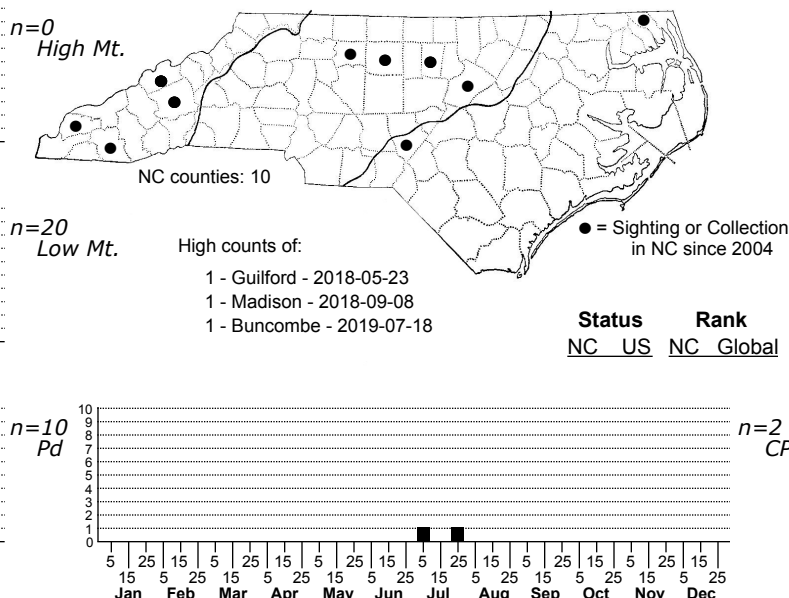 n=0
High Mt.
NC counties: 10
n=20
Low Mt.
High counts of:
1 - Guilford - 2018-05-23
1 - Madison - 2018-09-08
1 - Buncombe - 2019-07-18
● = Sighting or Collection
in NC since 2004
Status Rank
NC US NC Global
n=10
Pd
n=2
CP
10
9
8
7
6
5
4
3
2
1
0
5 25 15 5 25 15 5 25 15 5 25 15 5 25 15 5 25 15
15 5 25 15 5 25 15 5 25 15 5 25 15 5 25 15 5 25
Jan Feb Mar Apr May Jun Jul Aug Sep Oct Nov Dec